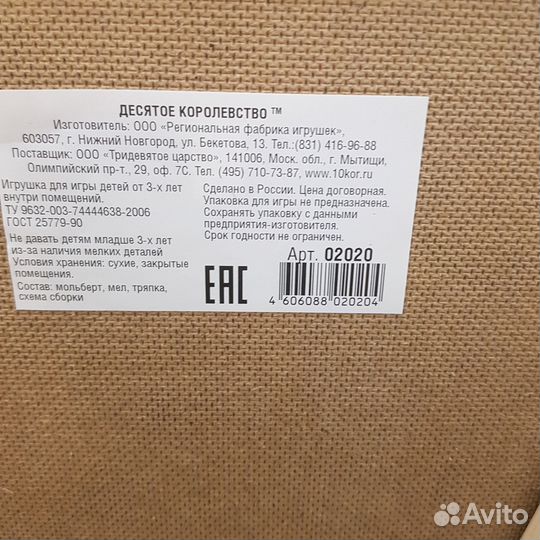 ДЕСЯТОЕ КОРОЛЕВСТВО ™
Изготовитель: ООО «Региональная фабрика игрушек»,
603057, г. Нижний Новгород, ул. Бекетова, 13. Тел.:(831) 416-96-88
Поставщик: ООО «Тридевятое царство», 141006, Моск. обл., г. Мытищи,
Олимпийский пр-т., 29, оф. 7С. Тел. (495) 710-73-87, www.10kor.ru
Игрушка для игры детей от 3-х лет
внутри помещений.
ТУ 9632-003-74444638-2006
ГОСТ 25779-90
Не давать детям младше 3-х лет
из-за наличия мелких деталей
Условия хранения: сухие, закрытые
помещения.
Состав: мольберт, мел, тряпка,
схема сборки
Сделано в России. Цена договорная.
Упаковка для игры не предназначена.
Сохранять упаковку с данными
предприятия-изготовителя.
Срок годности не ограничен.
Арт. 02020
EAC
4 606088 020204
Avito